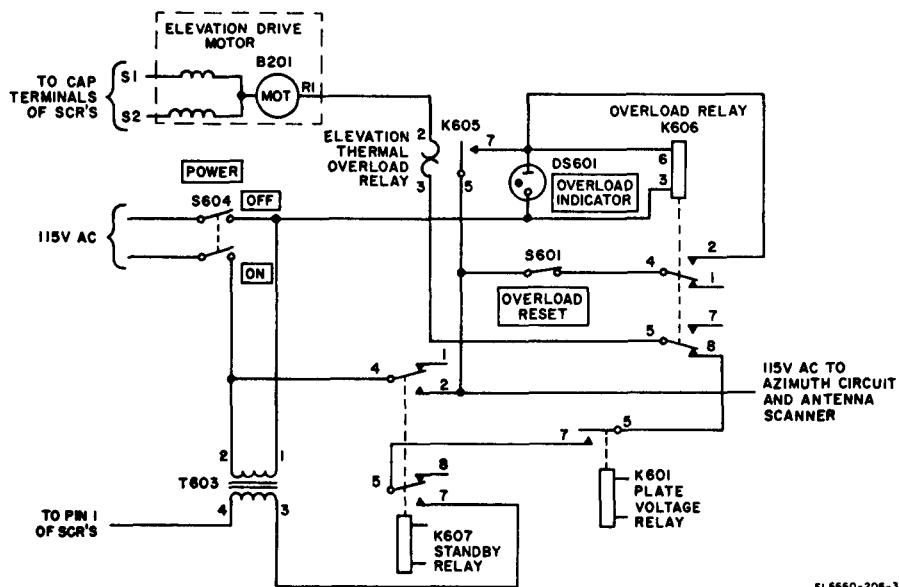 ELEVATION DRIVE
MOTOR
B201
MOT
R1
S1
S2
TO CAP
TERMINALS
OF SCR'S
2
3
ELEVATION
THERMAL
OVERLOAD
RELAY
K605
7
5
DS601
OVERLOAD
INDICATOR
OVERLOAD RELAY
K606
6
3
POWER
S604
OFF
ON
115V AC
S601
OVERLOAD
RESET
4
2
1
5
7
8
4
1
2
115V AC TO
AZIMUTH CIRCUIT
AND ANTENNA
SCANNER
7
5
K601
PLATE
VOLTAGE
RELAY
5
8
7
K607
STANDBY
RELAY
2
1
T603
4
3
TO PIN 1
OF SCR'S
EL6660-206-3